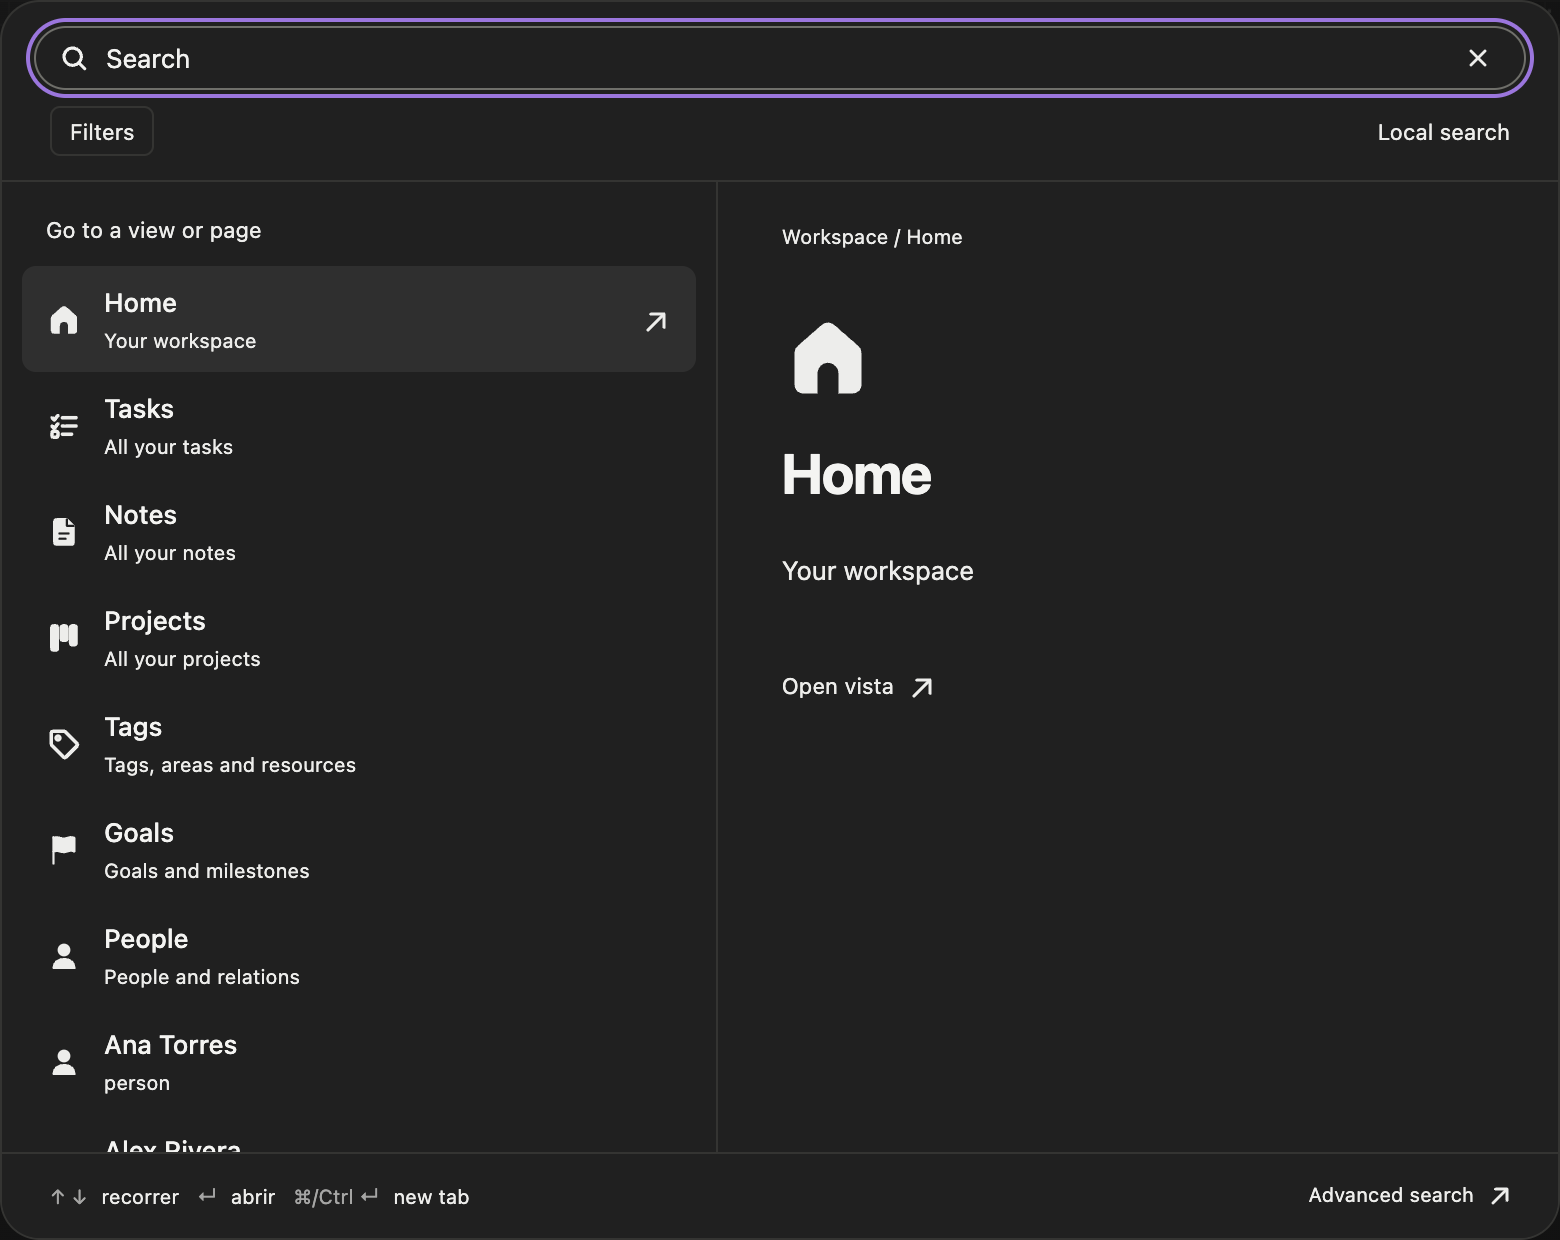 Search
Filters
Local search
Go to a view or page
Home
Your workspace
Tasks
All your tasks
Notes
All your notes
Projects
All your projects
Tags
Tags, areas and resources
Goals
Goals and milestones
People
People and relations
Ana Torres
person
Alex Rivera
Workspace / Home
Home
Your workspace
Open vista
↑ ↓ recorrer ↵ abrir ⌘/Ctrl ↵ new tab
Advanced search